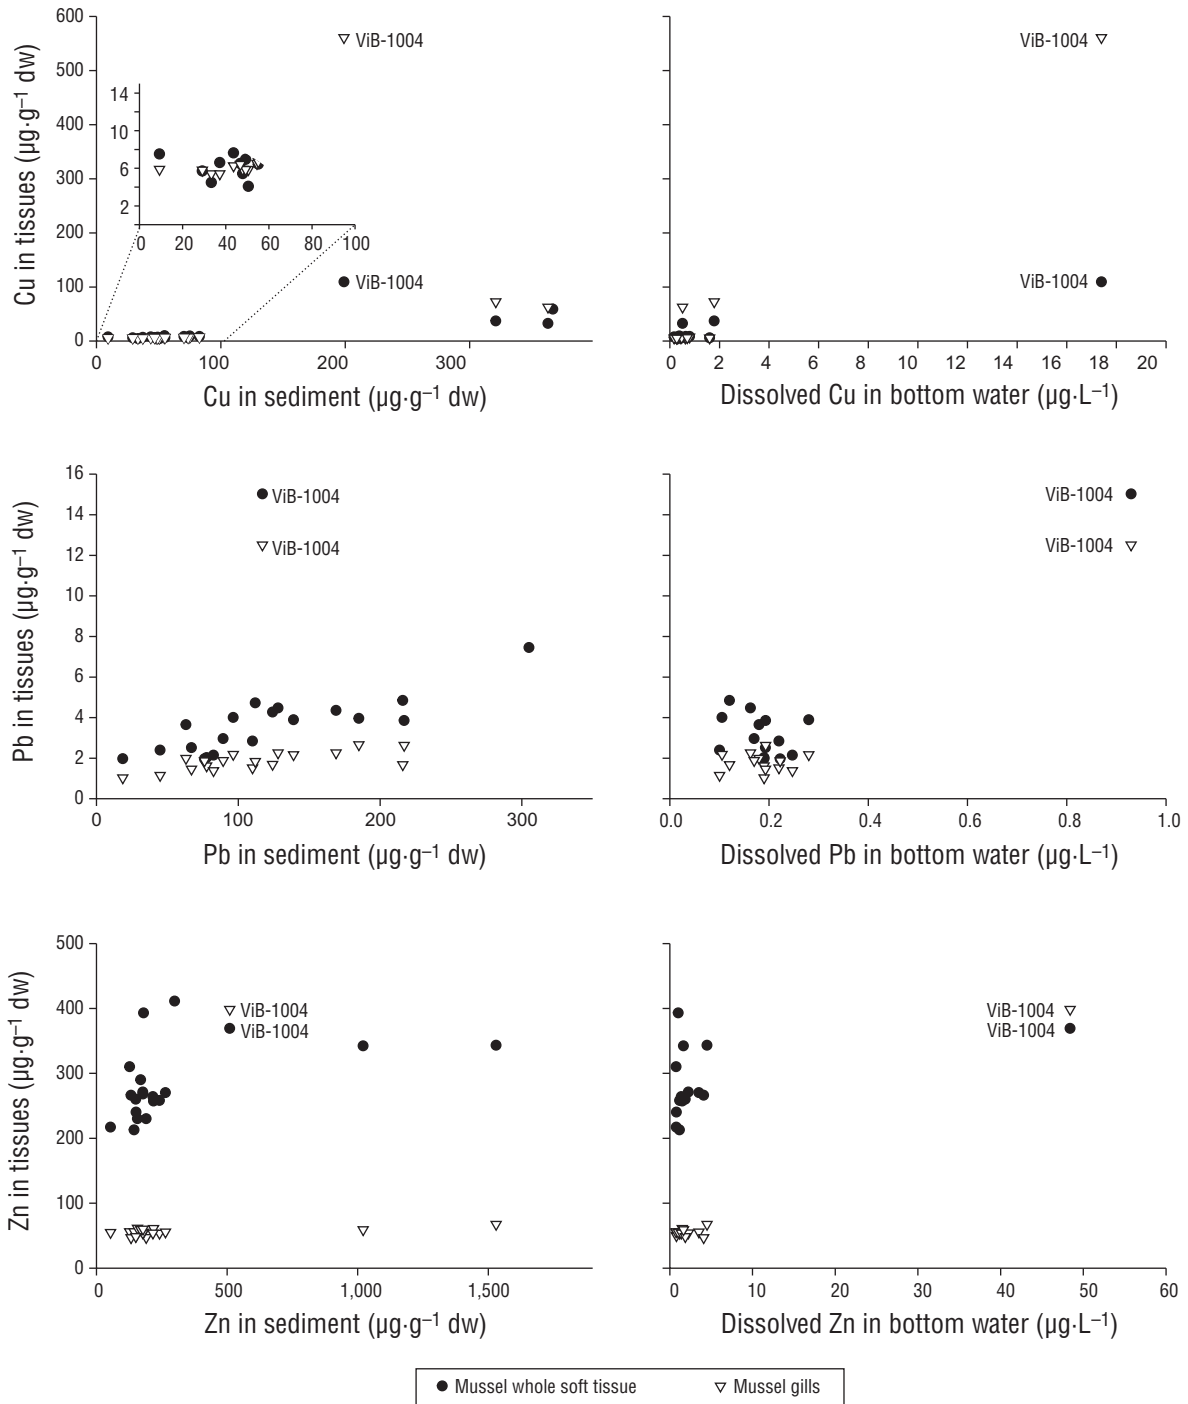 600
500
400
300
200
100
0
Cu in tissues (µg·g–1 dw)
ViB-1004
14
10
6
2
0 20 40 60 80 100
ViB-1004
0 100 200 300
Cu in sediment (µg·g–1 dw)
ViB-1004
ViB-1004
0 2 4 6 8 10 12 14 16 18 20
Dissolved Cu in bottom water (µg·L–1)
16
14
12
10
8
6
4
2
0
Pb in tissues (µg·g–1 dw)
ViB-1004
ViB-1004
0 100 200 300
Pb in sediment (µg·g–1 dw)
ViB-1004
ViB-1004
0.0 0.2 0.4 0.6 0.8 1.0
Dissolved Pb in bottom water (µg·L–1)
500
400
300
200
100
0
Zn in tissues (µg·g–1 dw)
ViB-1004
ViB-1004
0 500 1,000 1,500
Zn in sediment (µg·g–1 dw)
ViB-1004
ViB-1004
0 10 20 30 40 50 60
Dissolved Zn in bottom water (µg·L–1)
Mussel whole soft tissue Mussel gills